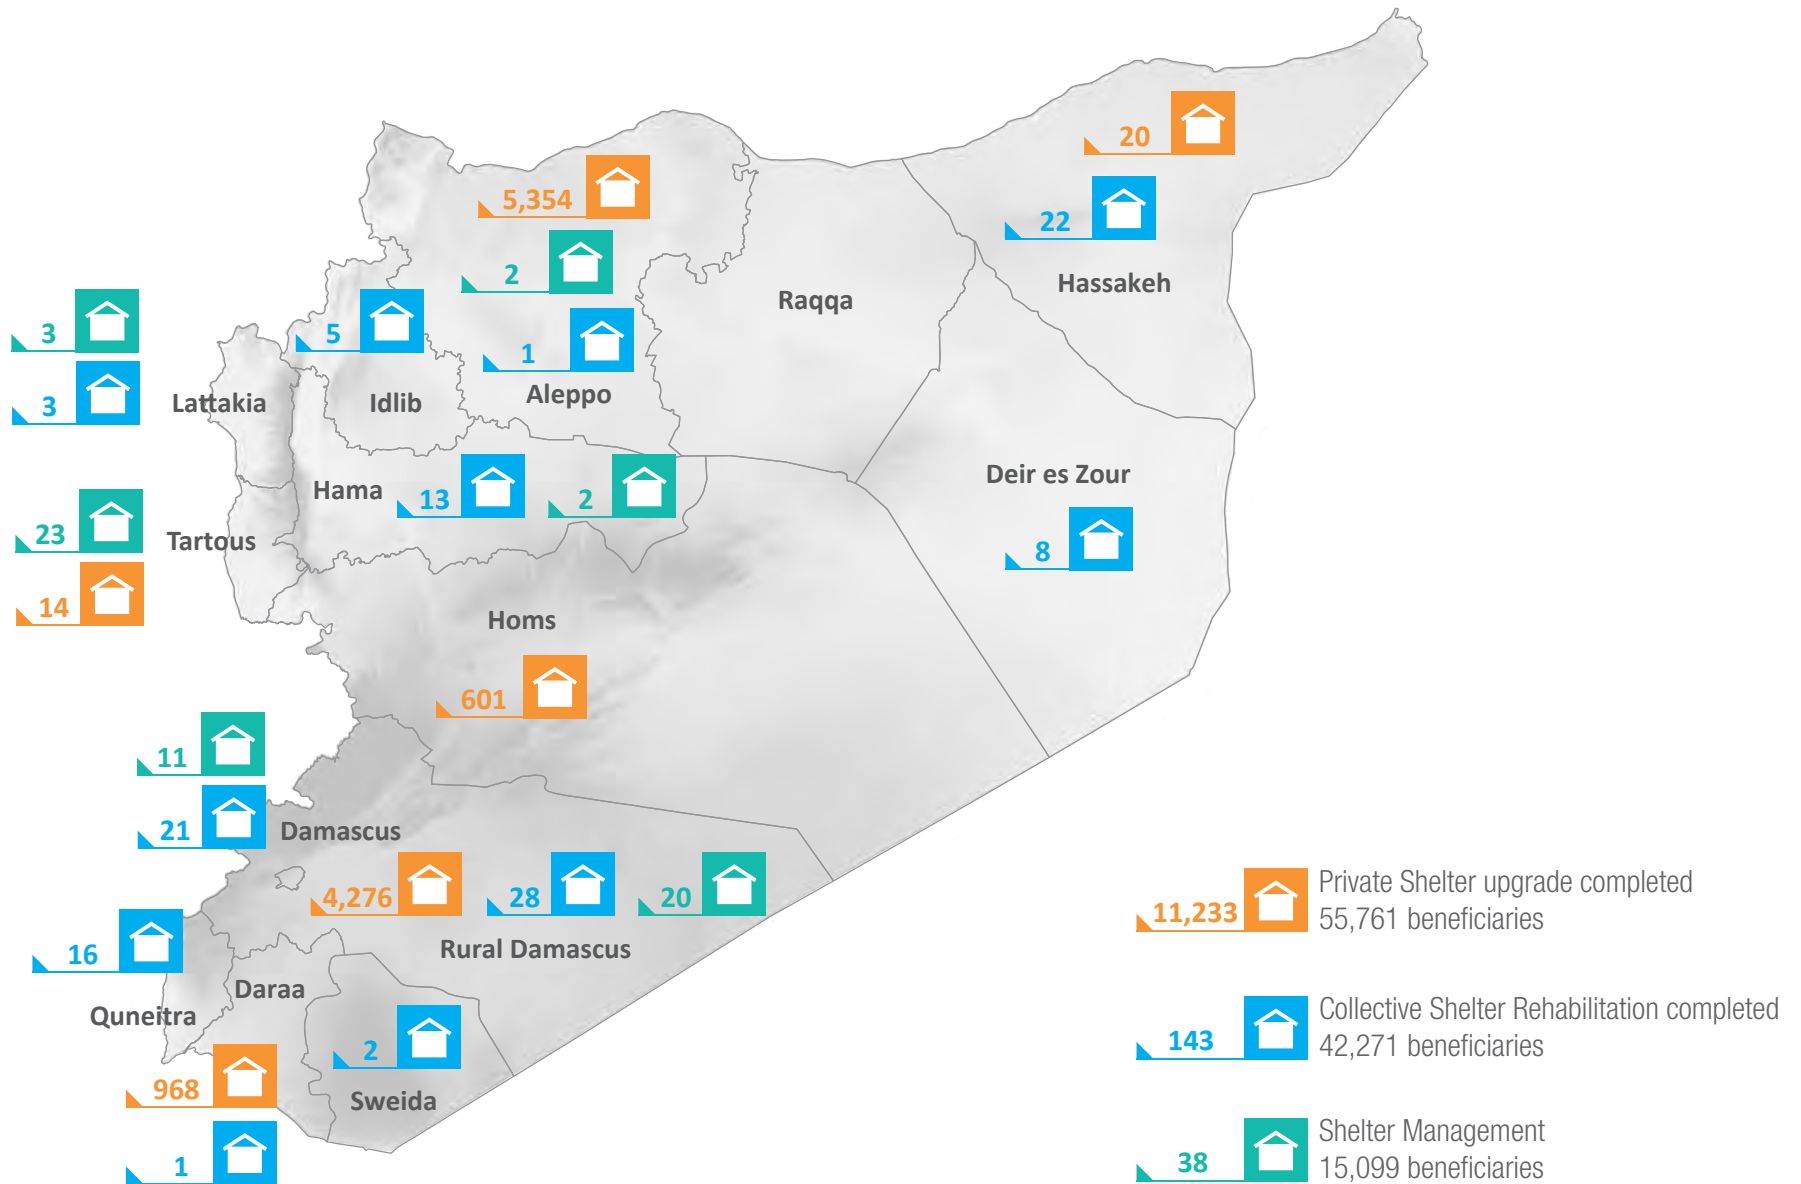 20
5,354
22
2
Hassakeh
Raqqa
3
5
1
3
Lattakia
Idlib
Aleppo
Deir es Zour
Hama
13
2
23
Tartous
8
14
Homs
601
11
21
Damascus
4,276
28
20
Rural Damascus
16
Daraa
Quneitra
2
968
Sweida
1
11,233
Private Shelter upgrade completed
55,761 beneficiaries
143
Collective Shelter Rehabilitation completed
42,271 beneficiaries
38
Shelter Management
15,099 beneficiaries